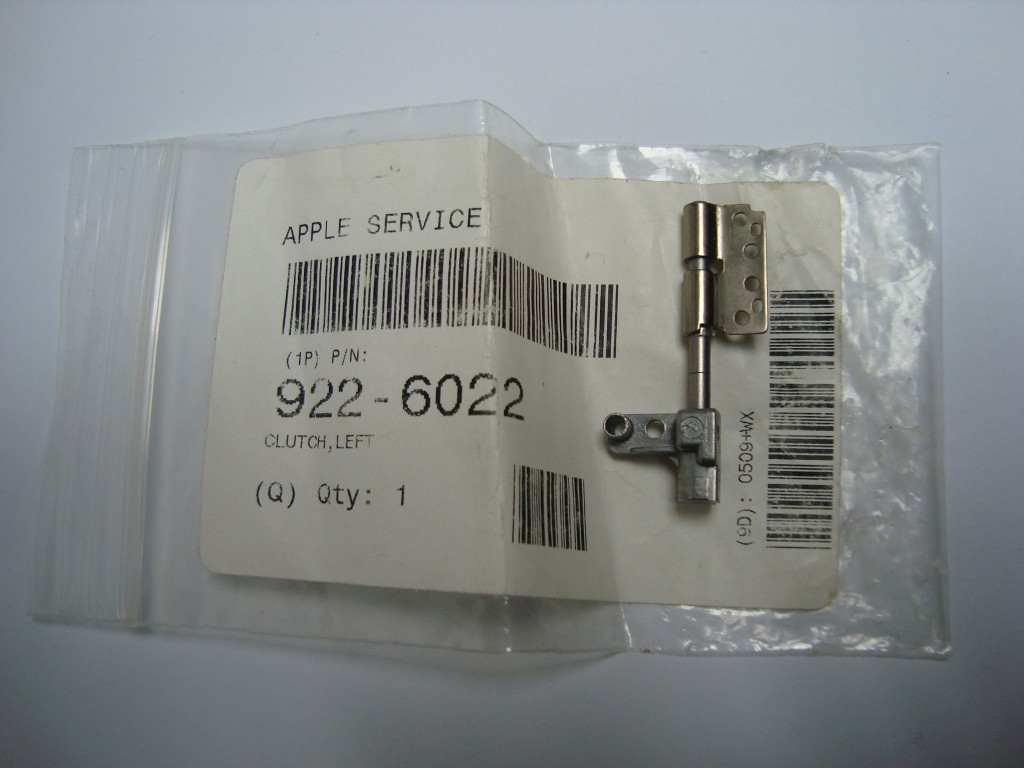 APPLE SERVICE
(1P) P/N:
922-6022
CLUTCH,LEFT
(Q) Qty: 1
(9D): 0509+WX